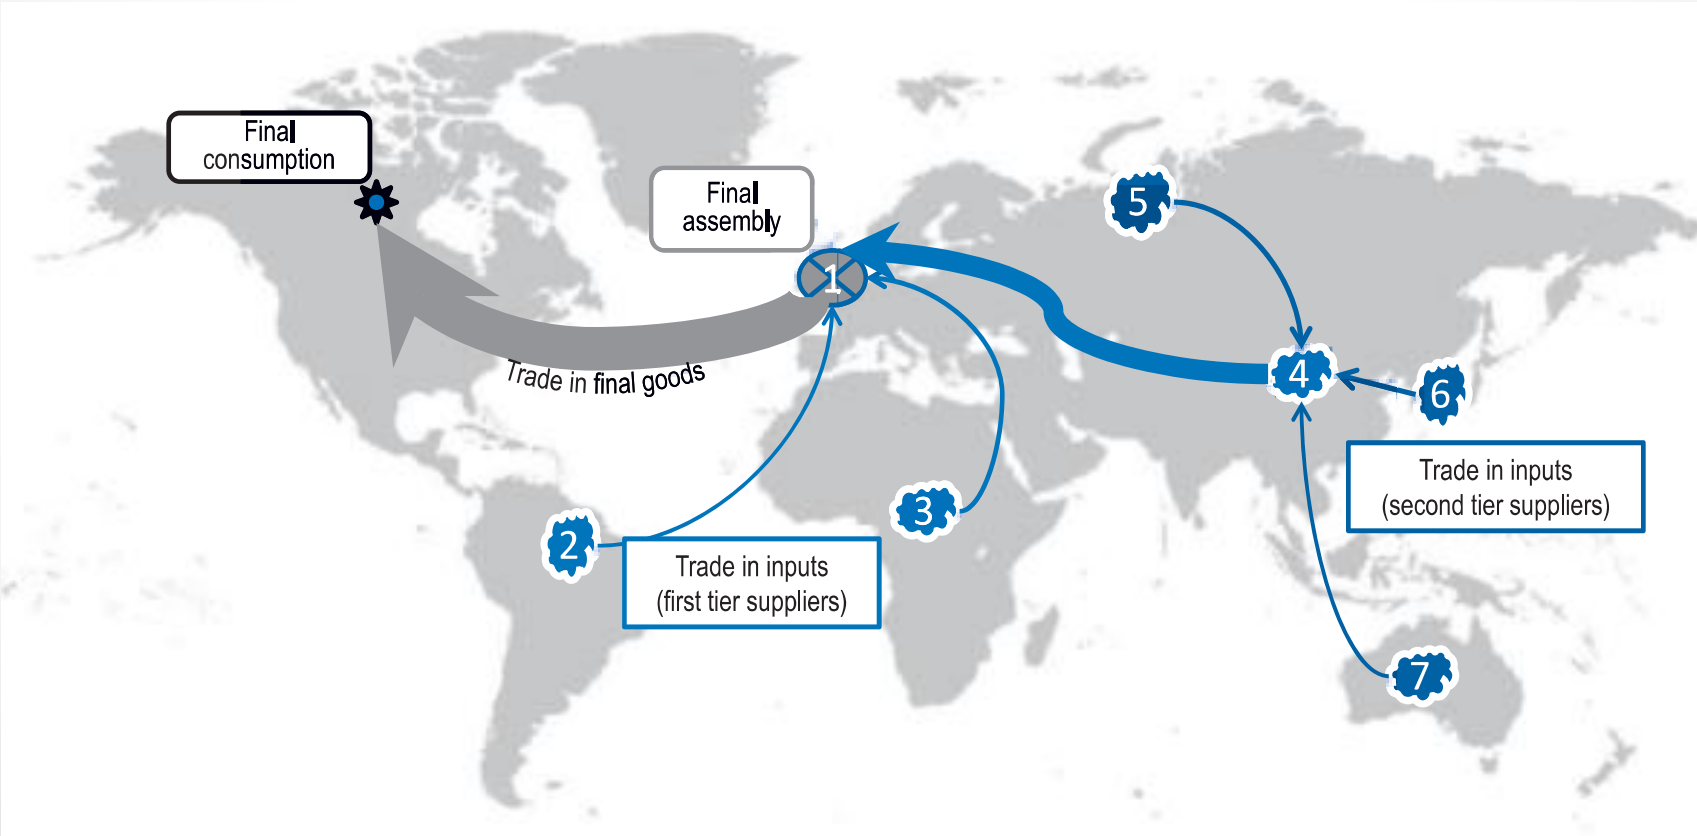 Final
consumption
Final
assembly
1
5
4
6
Trade in final goods
Trade in inputs
(second tier suppliers)
3
2
Trade in inputs
(first tier suppliers)
7